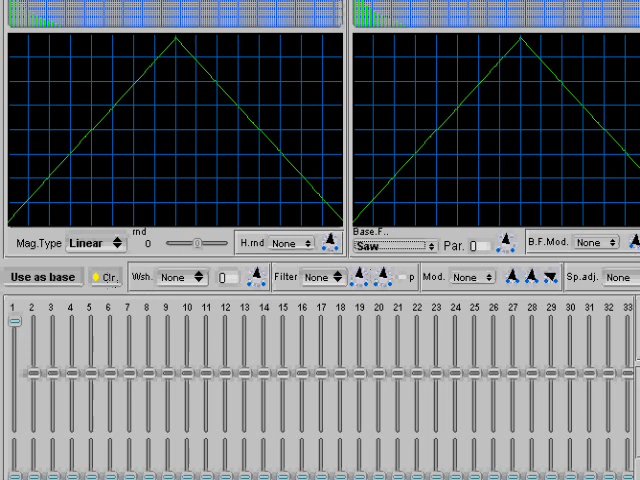 rnd
Base.F..
Mag.Type Linear 0 H.rnd None Saw Par. B.F.Mod. None
Use as base Clr. Wsh. None Filter None p Mod. None Sp.adj. None
1 2 3 4 5 6 7 8 9 10 11 12 13 14 15 16 17 18 19 20 21 22 23 24 25 26 27 28 29 30 31 32 33